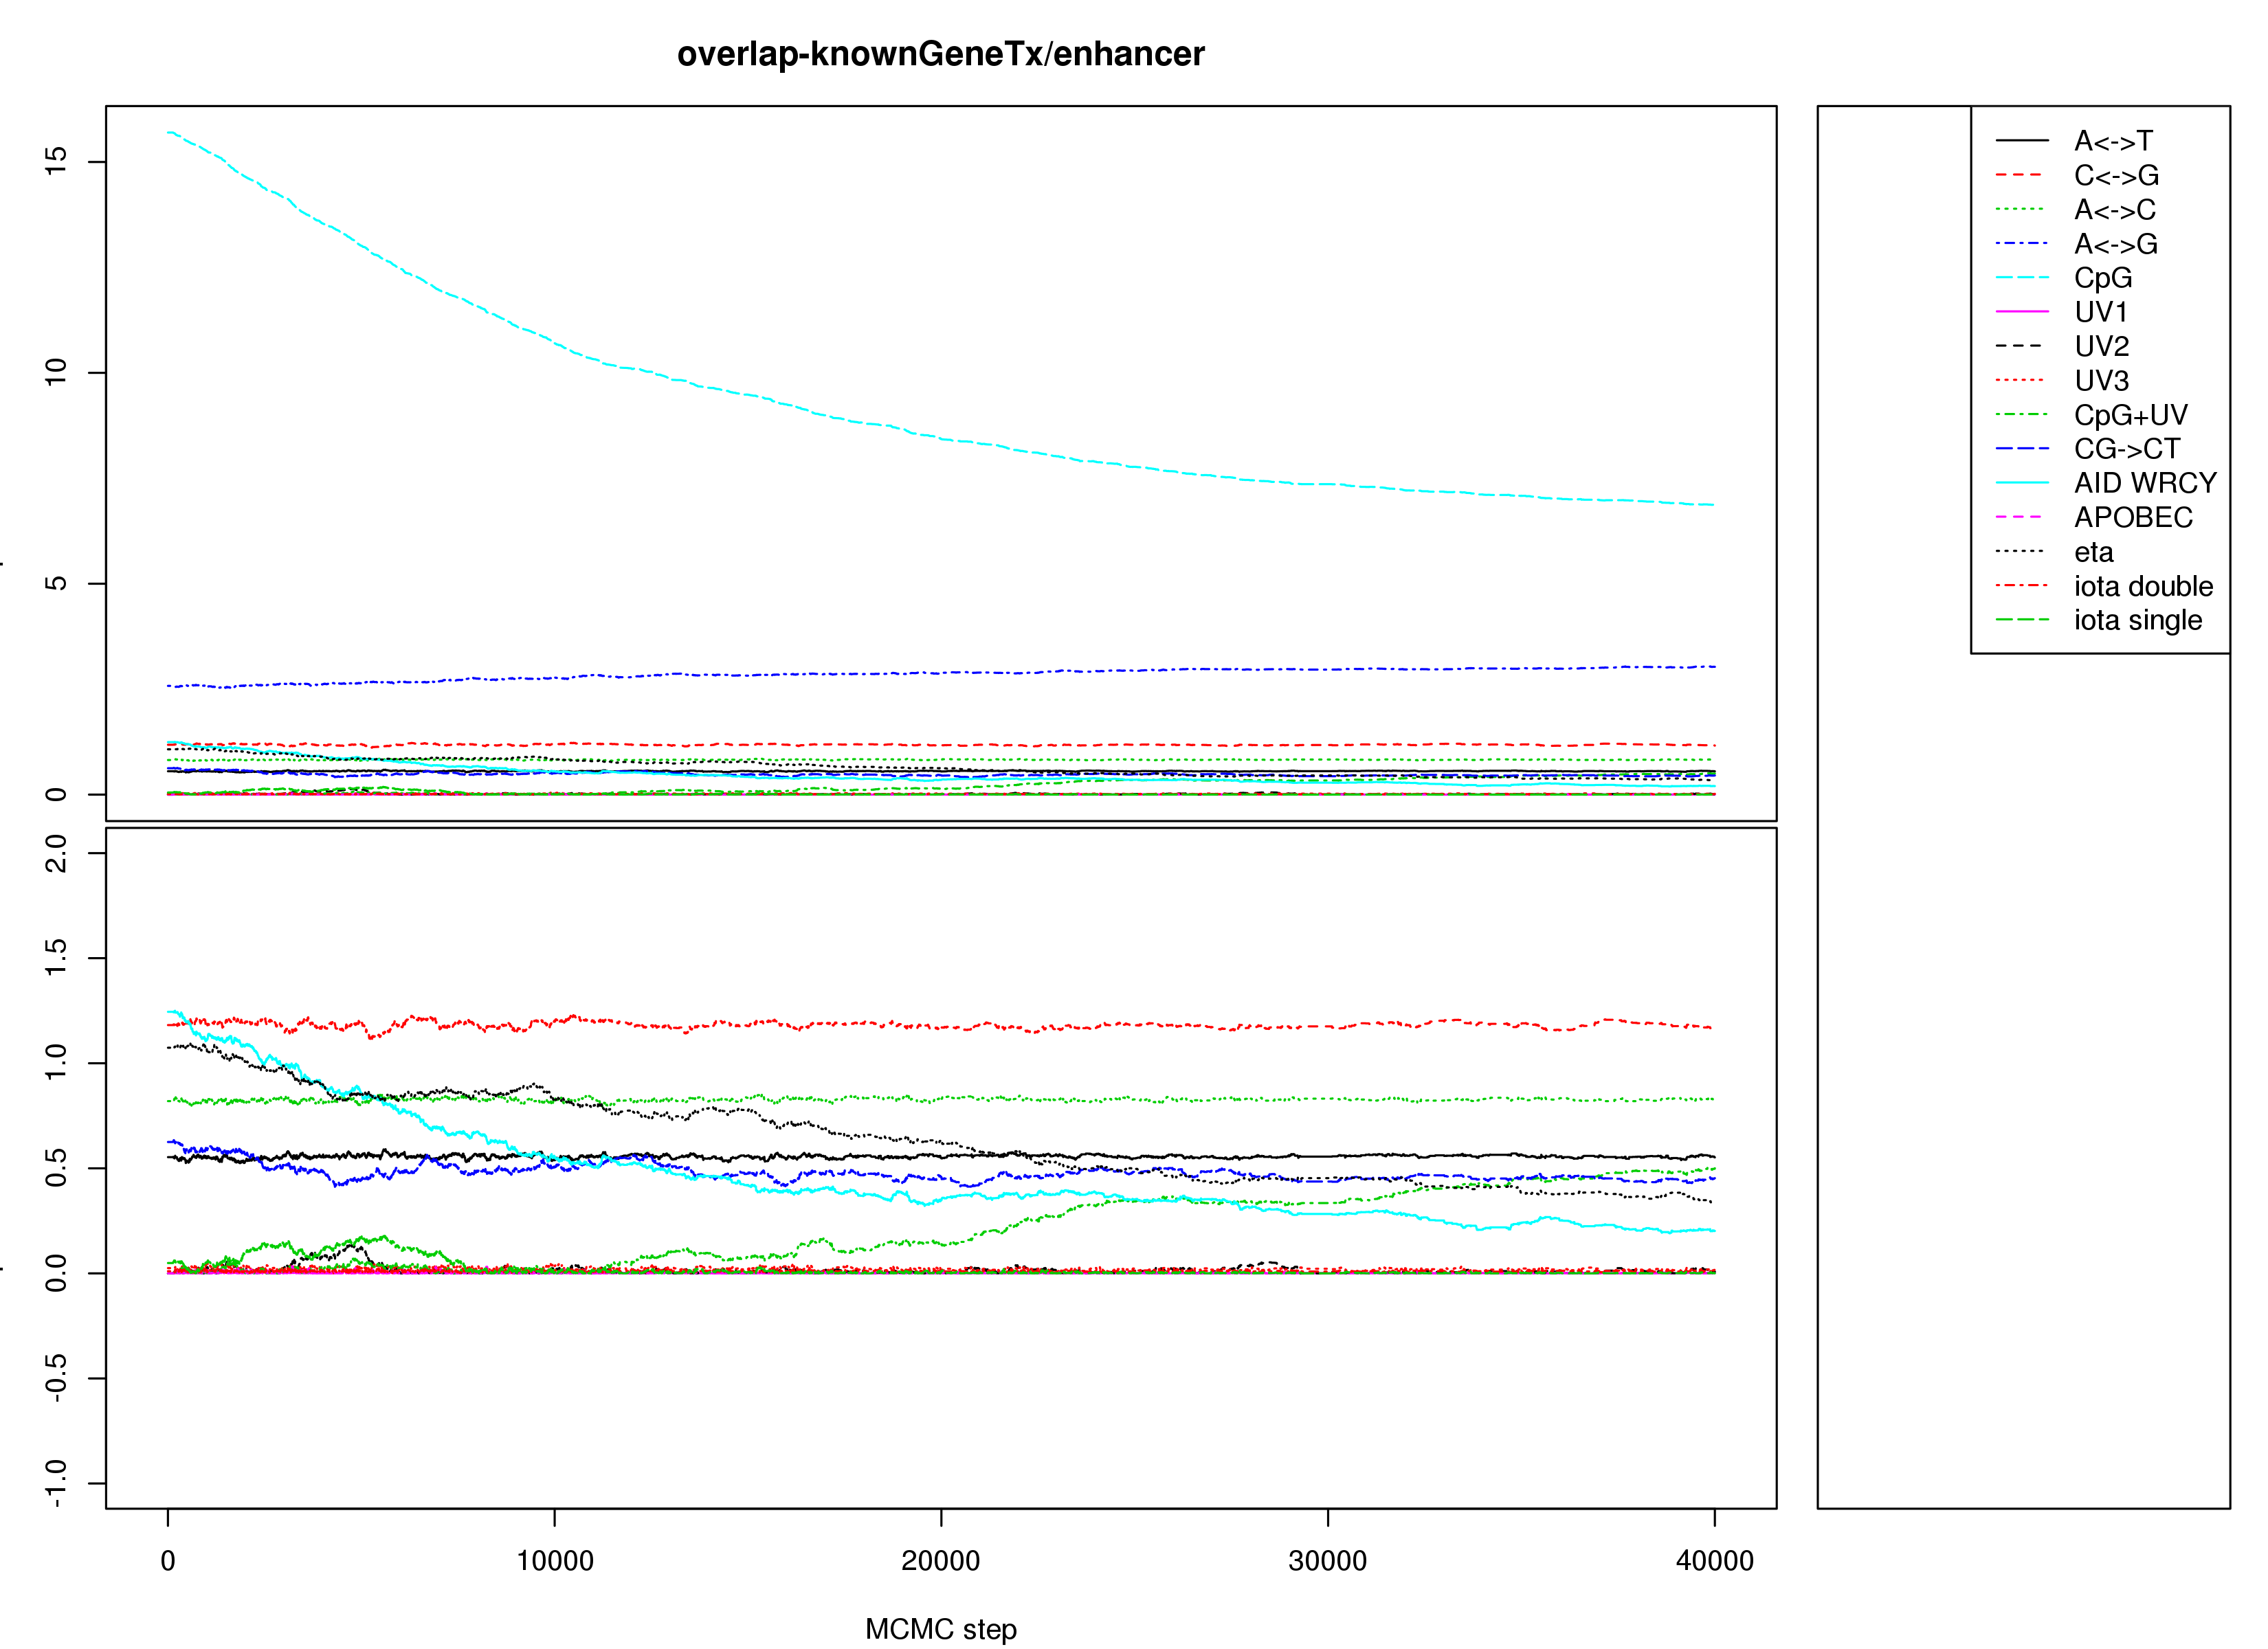 overlap-knownGeneTx/enhancer
15
10
5
0
2.0
1.5
1.0
0.5
0.0
-0.5
-1.0
0
10000
20000
30000
40000
MCMC step
A<->T
C<->G
A<->C
A<->G
CpG
UV1
UV2
UV3
CpG+UV
CG->CT
AID WRCY
APOBEC
eta
iota double
iota single